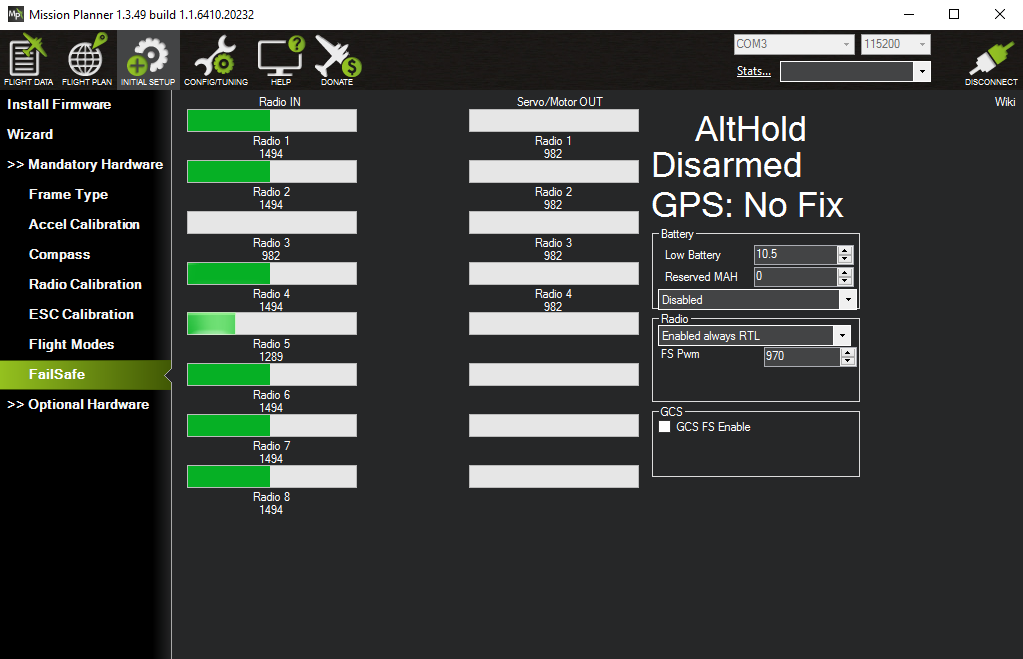 Mission Planner 1.3.49 build 1.1.6410.20232
FLIGHT DATA
FLIGHT PLAN
INITIAL SETUP
CONFIG/TUNING
HELP
DONATE
COM3
115200
Stats...
DISCONNECT
Install Firmware
Wizard
>> Mandatory Hardware
Frame Type
Accel Calibration
Compass
Radio Calibration
ESC Calibration
Flight Modes
FailSafe
>> Optional Hardware
Radio IN
Radio 1
1494
Radio 2
1494
Radio 3
982
Radio 4
1494
Radio 5
1289
Radio 6
1494
Radio 7
1494
Radio 8
1494
Servo/Motor OUT
Radio 1
982
Radio 2
982
Radio 3
982
Radio 4
982
Wiki
AltHold
Disarmed
GPS: No Fix
Battery
Low Battery 10.5
Reserved MAH 0
Disabled
Radio
Enabled always RTL
FS Pwm 970
GCS
GCS FS Enable